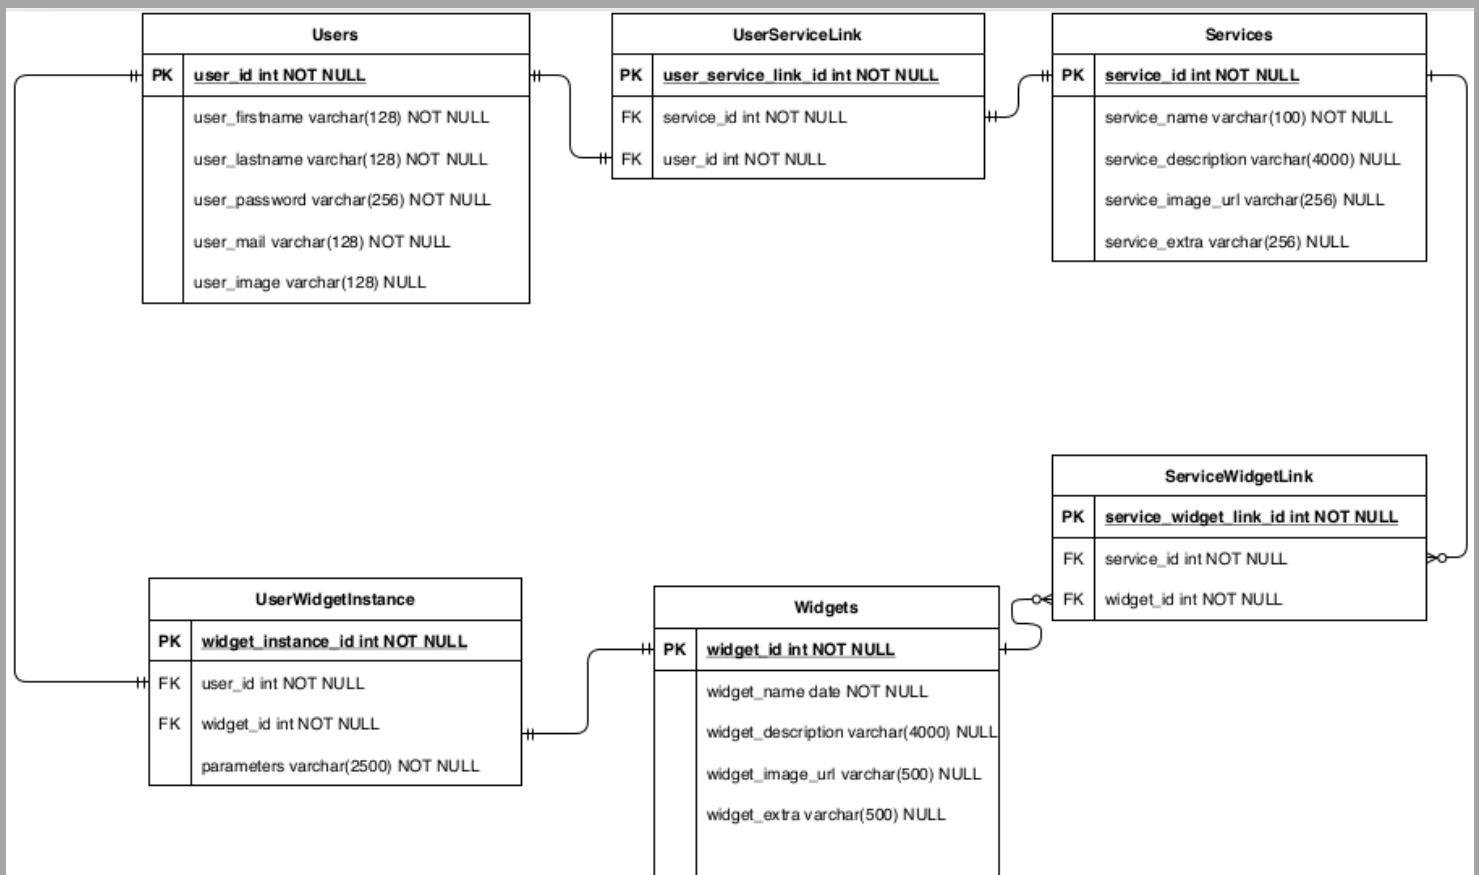 Users
PK user_id int NOT NULL
user_firstname varchar(128) NOT NULL
user_lastname varchar(128) NOT NULL
user_password varchar(256) NOT NULL
user_mail varchar(128) NOT NULL
user_image varchar(128) NULL
UserServiceLink
PK user_service_link_id int NOT NULL
FK service_id int NOT NULL
FK user_id int NOT NULL
Services
PK service_id int NOT NULL
service_name varchar(100) NOT NULL
service_description varchar(4000) NULL
service_image_url varchar(256) NULL
service_extra varchar(256) NULL
UserWidgetInstance
PK widget_instance_id int NOT NULL
FK user_id int NOT NULL
FK widget_id int NOT NULL
parameters varchar(2500) NOT NULL
Widgets
PK widget_id int NOT NULL
widget_name date NOT NULL
widget_description varchar(4000) NULL
widget_image_url varchar(500) NULL
widget_extra varchar(500) NULL
ServiceWidgetLink
PK service_widget_link_id int NOT NULL
FK service_id int NOT NULL
FK widget_id int NOT NULL